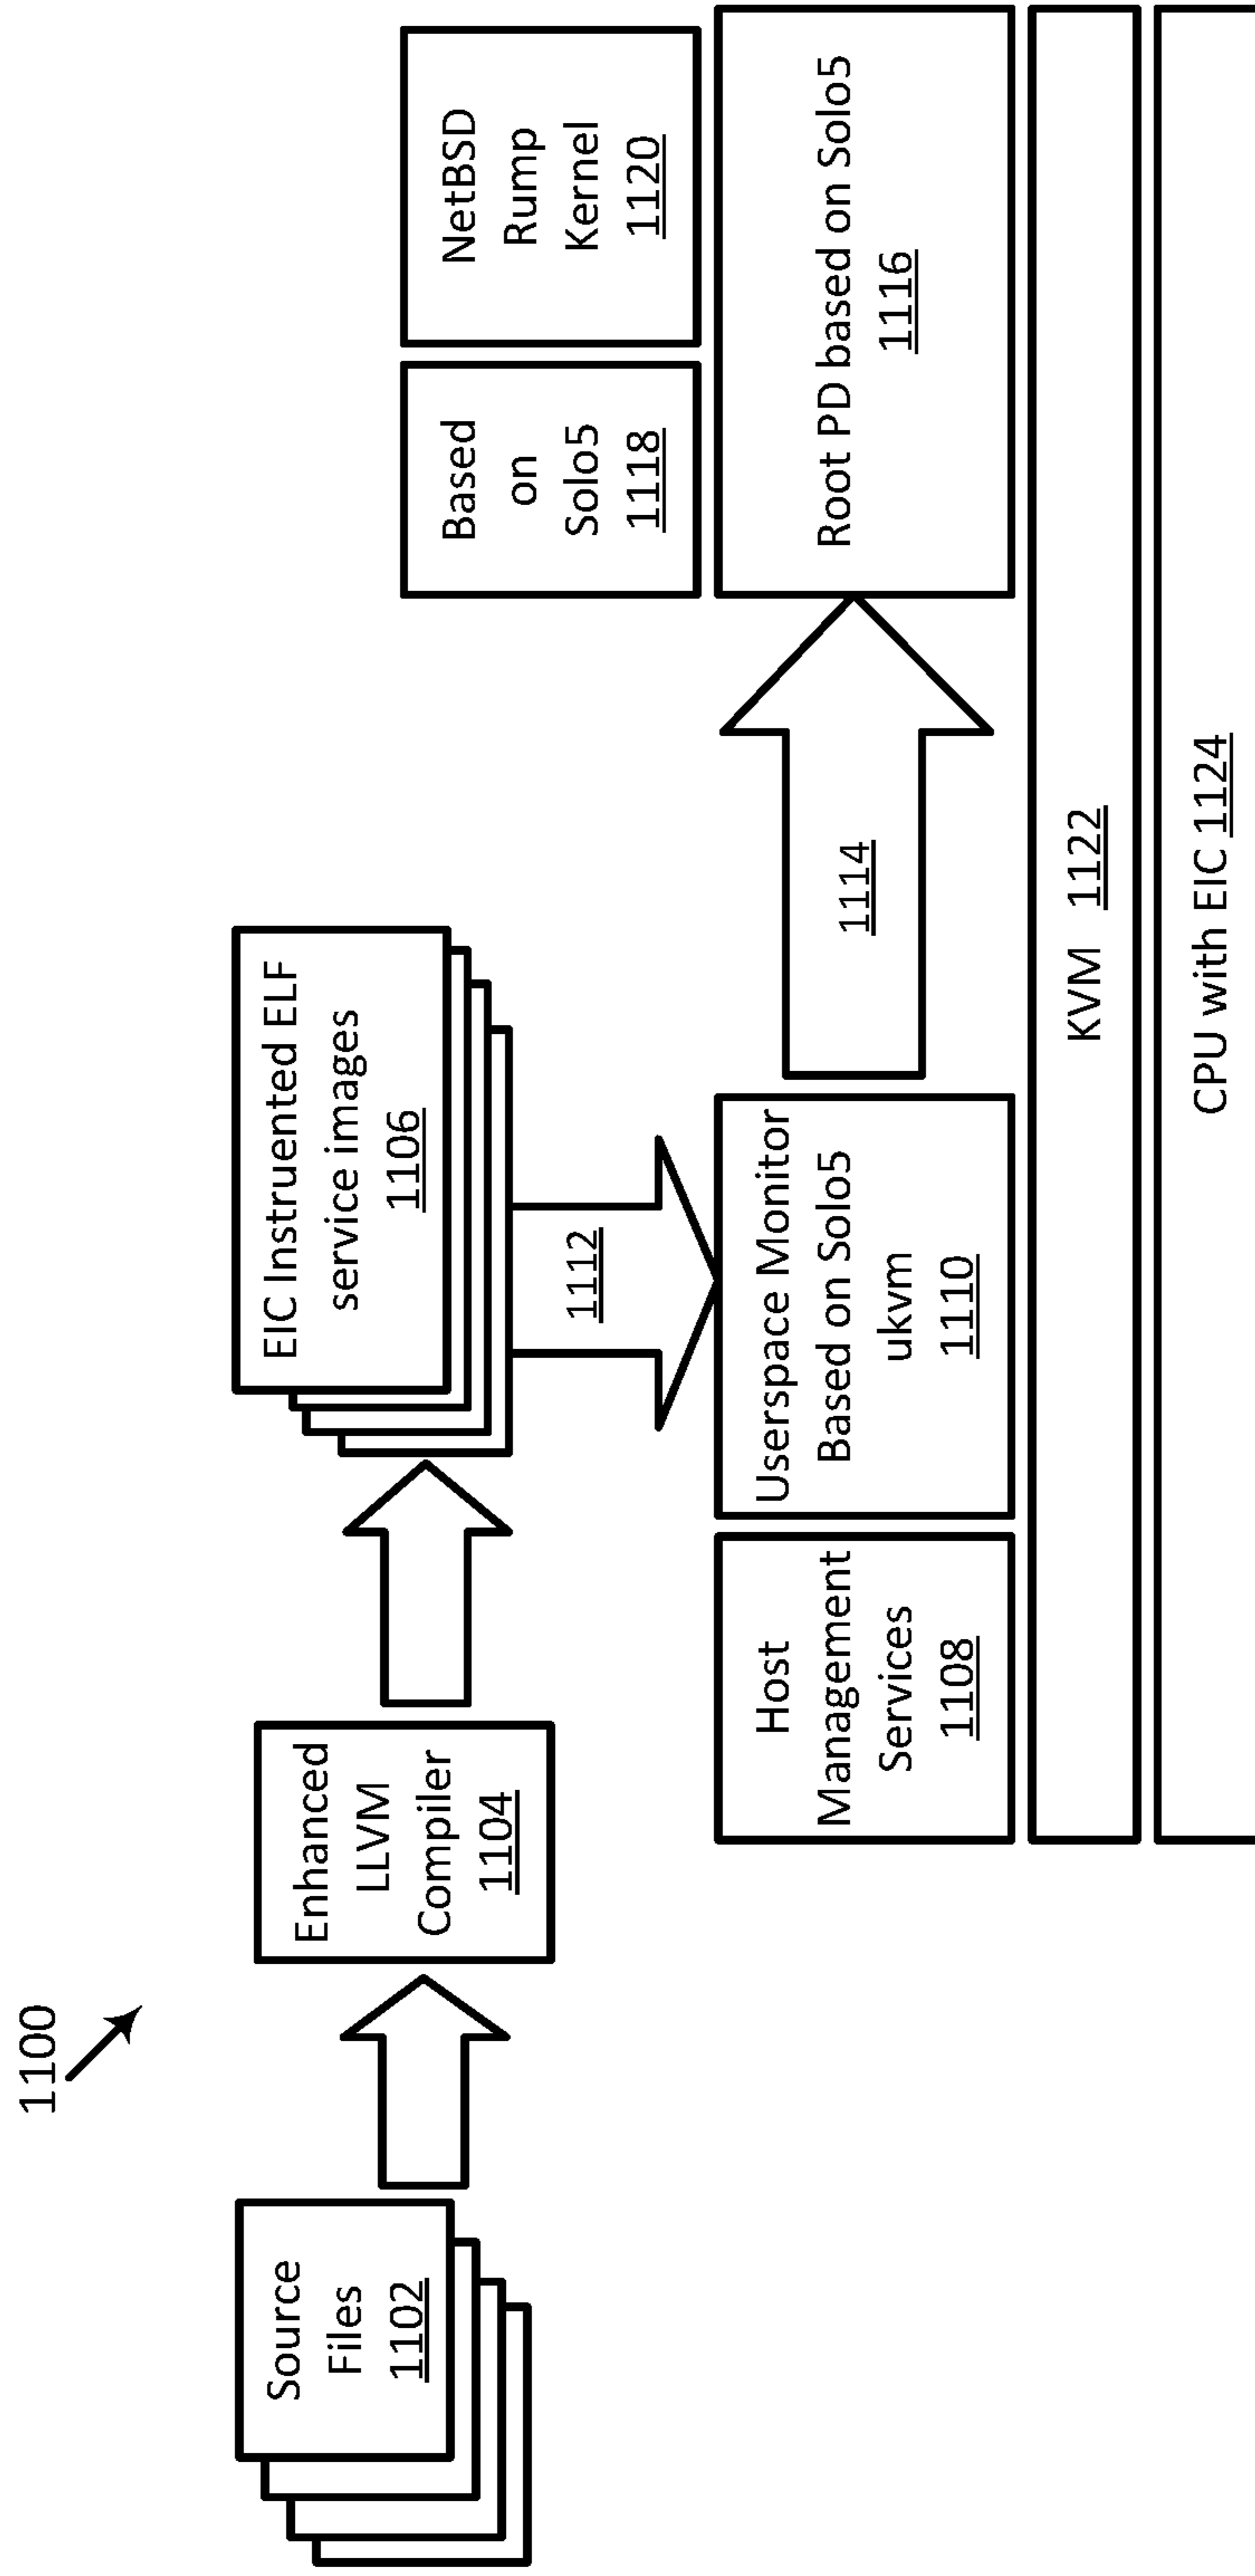 1100
Source
Files
1102
Enhanced
LLVM
Compiler
1104
EIC Instruented ELF
service images
1106
1112
Host
Management
Services
1108
Userspace Monitor
Based on Solo5
ukvm
1110
1114
Based
on
Solo5
1118
NetBSD
Rump
Kernel
1120
Root PD based on Solo5
1116
KVM 1122
CPU with EIC 1124